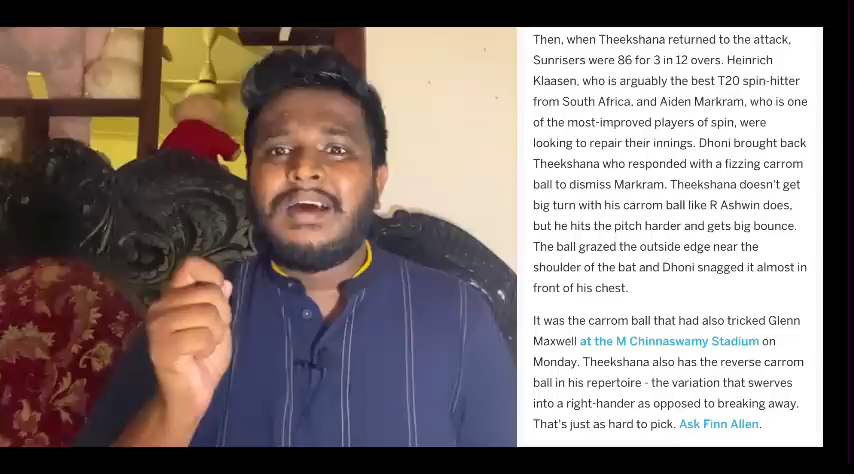 Then, when Theekshana returned to the attack,
Sunrisers were 86 for 3 in 12 overs. Heinrich
Klaasen, who is arguably the best T20 spin-hitter
from South Africa, and Aiden Markram, who is one
of the most-improved players of spin, were
looking to repair their innings. Dhoni brought back
Theekshana who responded with a fizzing carrom
ball to dismiss Markram. Theekshana doesn't get
big turn with his carrom ball like R Ashwin does,
but he hits the pitch harder and gets big bounce.
The ball grazed the outside edge near the
shoulder of the bat and Dhoni snagged it almost in
front of his chest.
It was the carrom ball that had also tricked Glenn
Maxwell at the M Chinnaswamy Stadium on
Monday. Theekshana also has the reverse carrom
ball in his repertoire - the variation that swerves
into a right-hander as opposed to breaking away.
That's just as hard to pick. Ask Finn Allen.